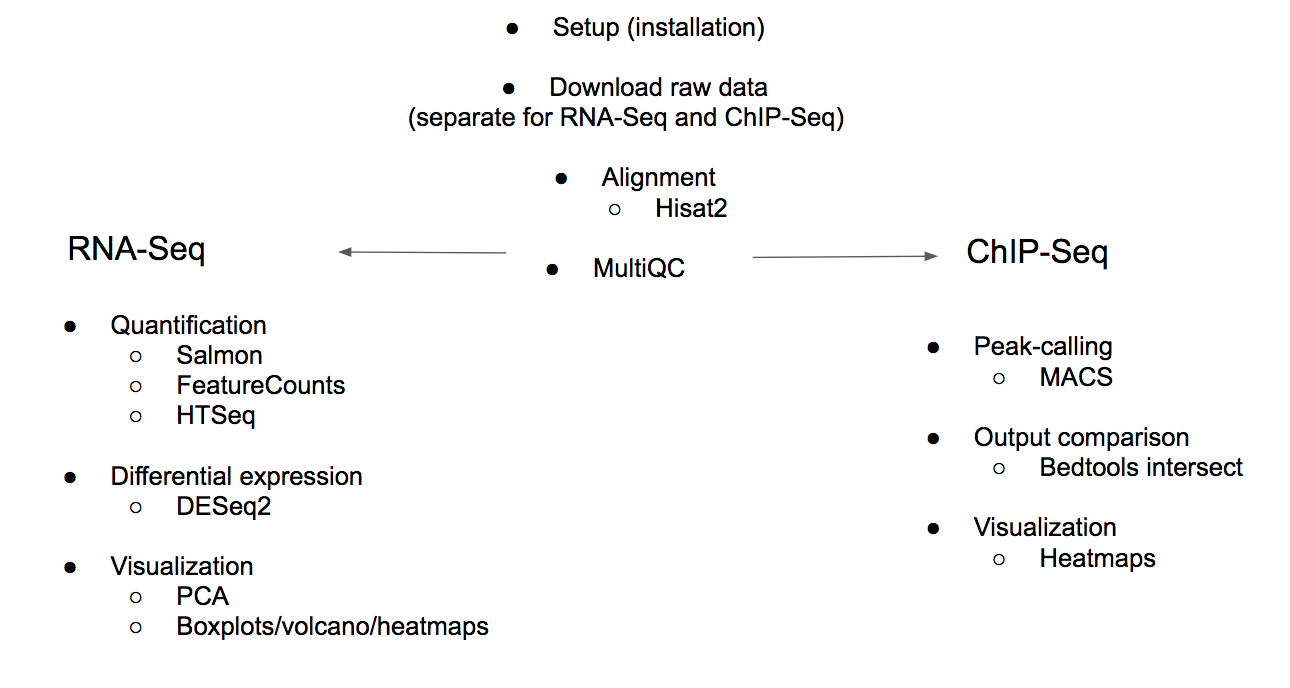 ● Setup (installation)
● Download raw data
(separate for RNA-Seq and ChIP-Seq)
● Alignment
○ Hisat2
● MultiQC
RNA-Seq
● Quantification
○ Salmon
○ FeatureCounts
○ HTSeq
● Differential expression
○ DESeq2
● Visualization
○ PCA
○ Boxplots/volcano/heatmaps
ChIP-Seq
● Peak-calling
○ MACS
● Output comparison
○ Bedtools intersect
● Visualization
○ Heatmaps